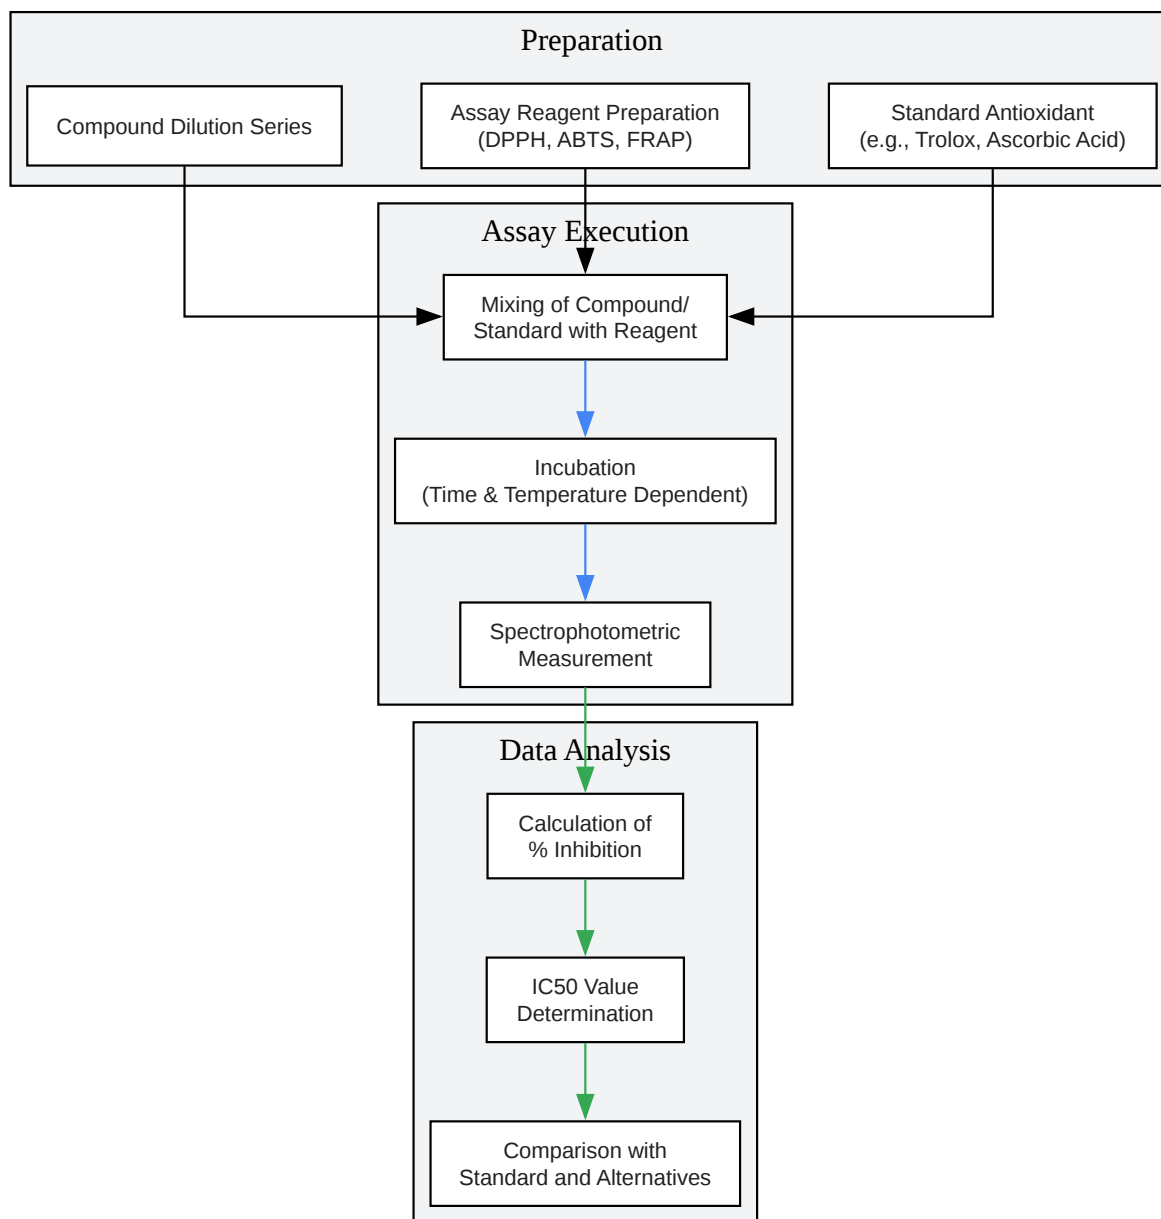 Preparation
Compound Dilution Series
Assay Reagent Preparation
(DPPH, ABTS, FRAP)
Standard Antioxidant
(e.g., Trolox, Ascorbic Acid)
Assay Execution
Mixing of Compound/
Standard with Reagent
Incubation
(Time & Temperature Dependent)
Spectrophotometric
Measurement
Data Analysis
Calculation of
% Inhibition
IC50 Value
Determination
Comparison with
Standard and Alternatives